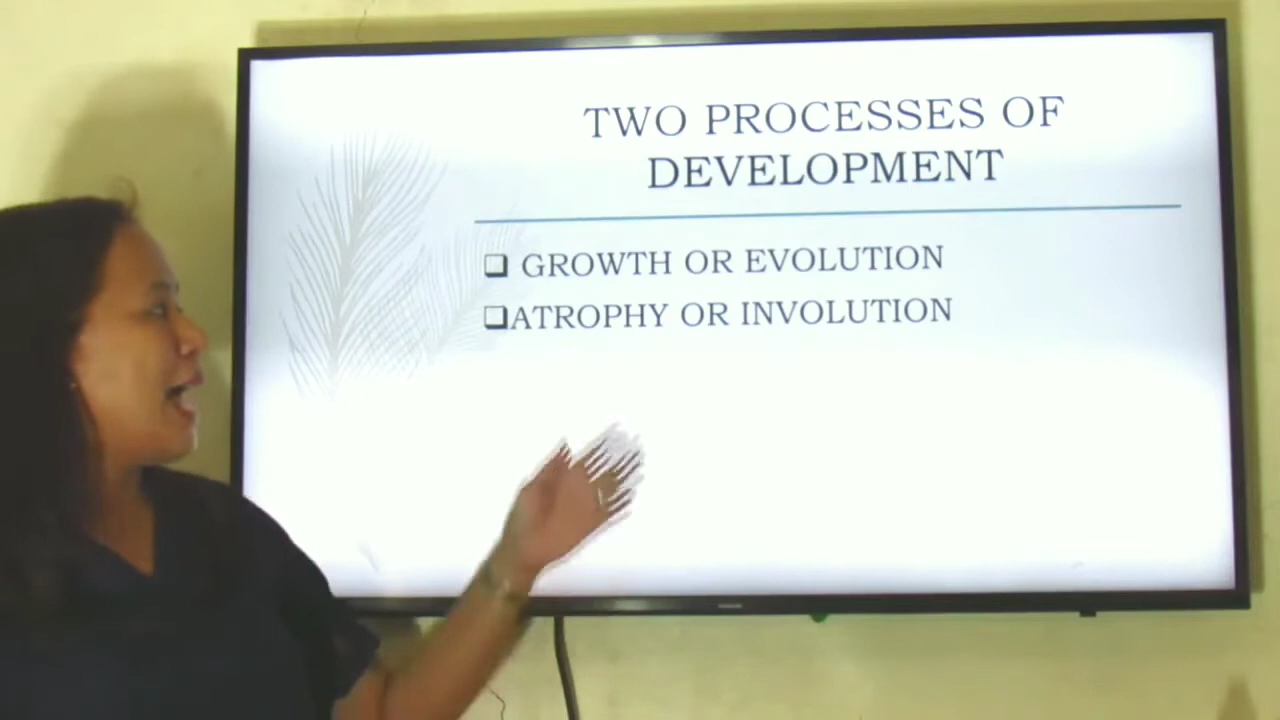 TWO PROCESSES OF
DEVELOPMENT
GROWTH OR EVOLUTION
ATROPHY OR INVOLUTION